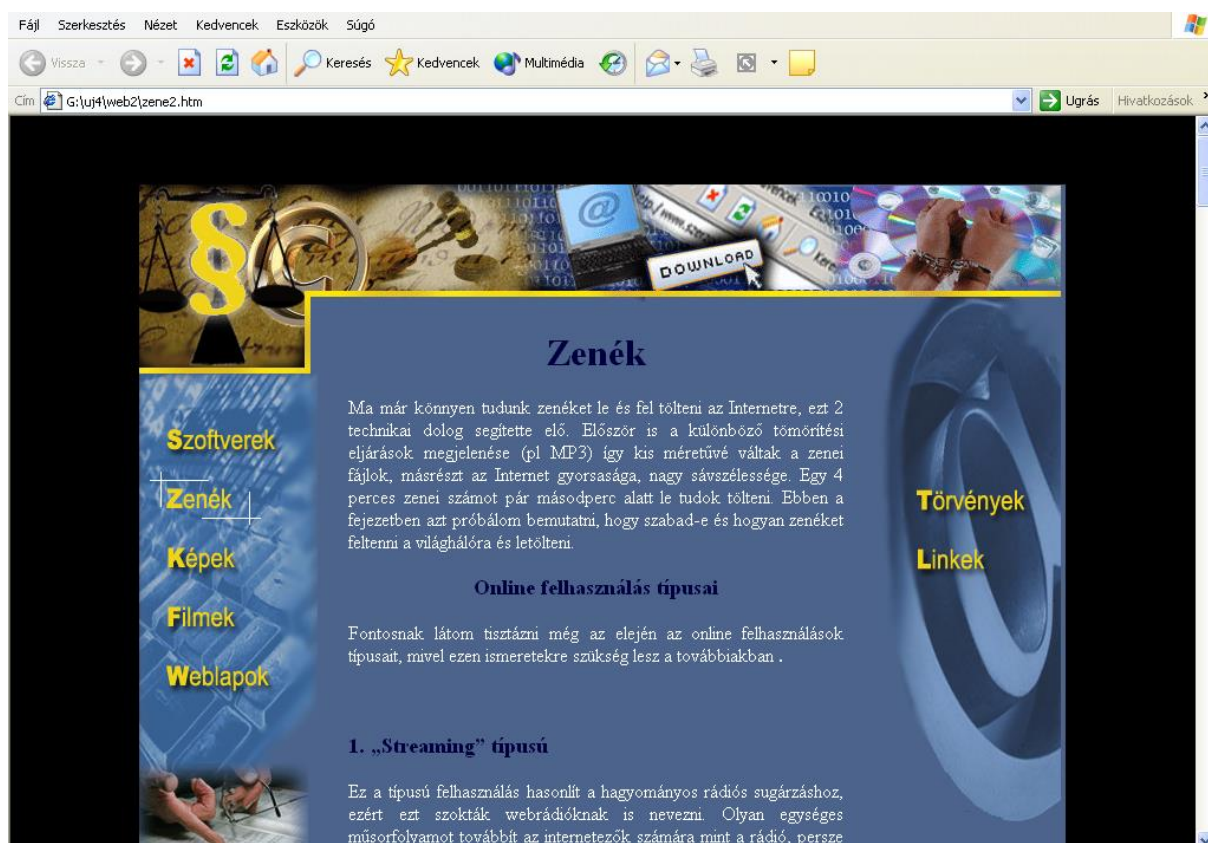 Fájl Szerkesztés Nézet Kedvencek Eszközök Súgó
Vissza Keresés Kedvencek Multimédia
Cím G:\uj4\web2\zene2.htm Ugrás Hivatkozások
DOWNLOAD
Zenék
Ma már könnyen tudunk zenéket le és fel tölteni az Internetre, ezt 2
technikai dolog segítette elő. Először is a különböző tömörítési
eljárások megjelenése (pl MP3) így kis méretűvé váltak a zenei
fájlok, másrészt az Internet gyorsasága, nagy sávszélessége. Egy 4
perces zenei számot pár másodperc alatt le tudok tölteni. Ebben a
fejezetben azt próbálom bemutatni, hogy szabad-e és hogyan zenéket
feltenni a világhálóra és letölteni.
Online felhasználás típusai
Fontosnak látom tisztázni még az elején az online felhasználások
típusait, mivel ezen ismeretekre szükség lesz a továbbiakban .
1. „Streaming” típusú
Ez a típusú felhasználás hasonlít a hagyományos rádiós sugárzáshoz,
ezért ezt szokták webrádióknak is nevezni. Olyan egységes
műsorfolyamot továbbít az internetezők számára mint a rádió, persze
Szoftverek
Zenék
Képek
Filmek
Weblapok
Törvények
Linkek